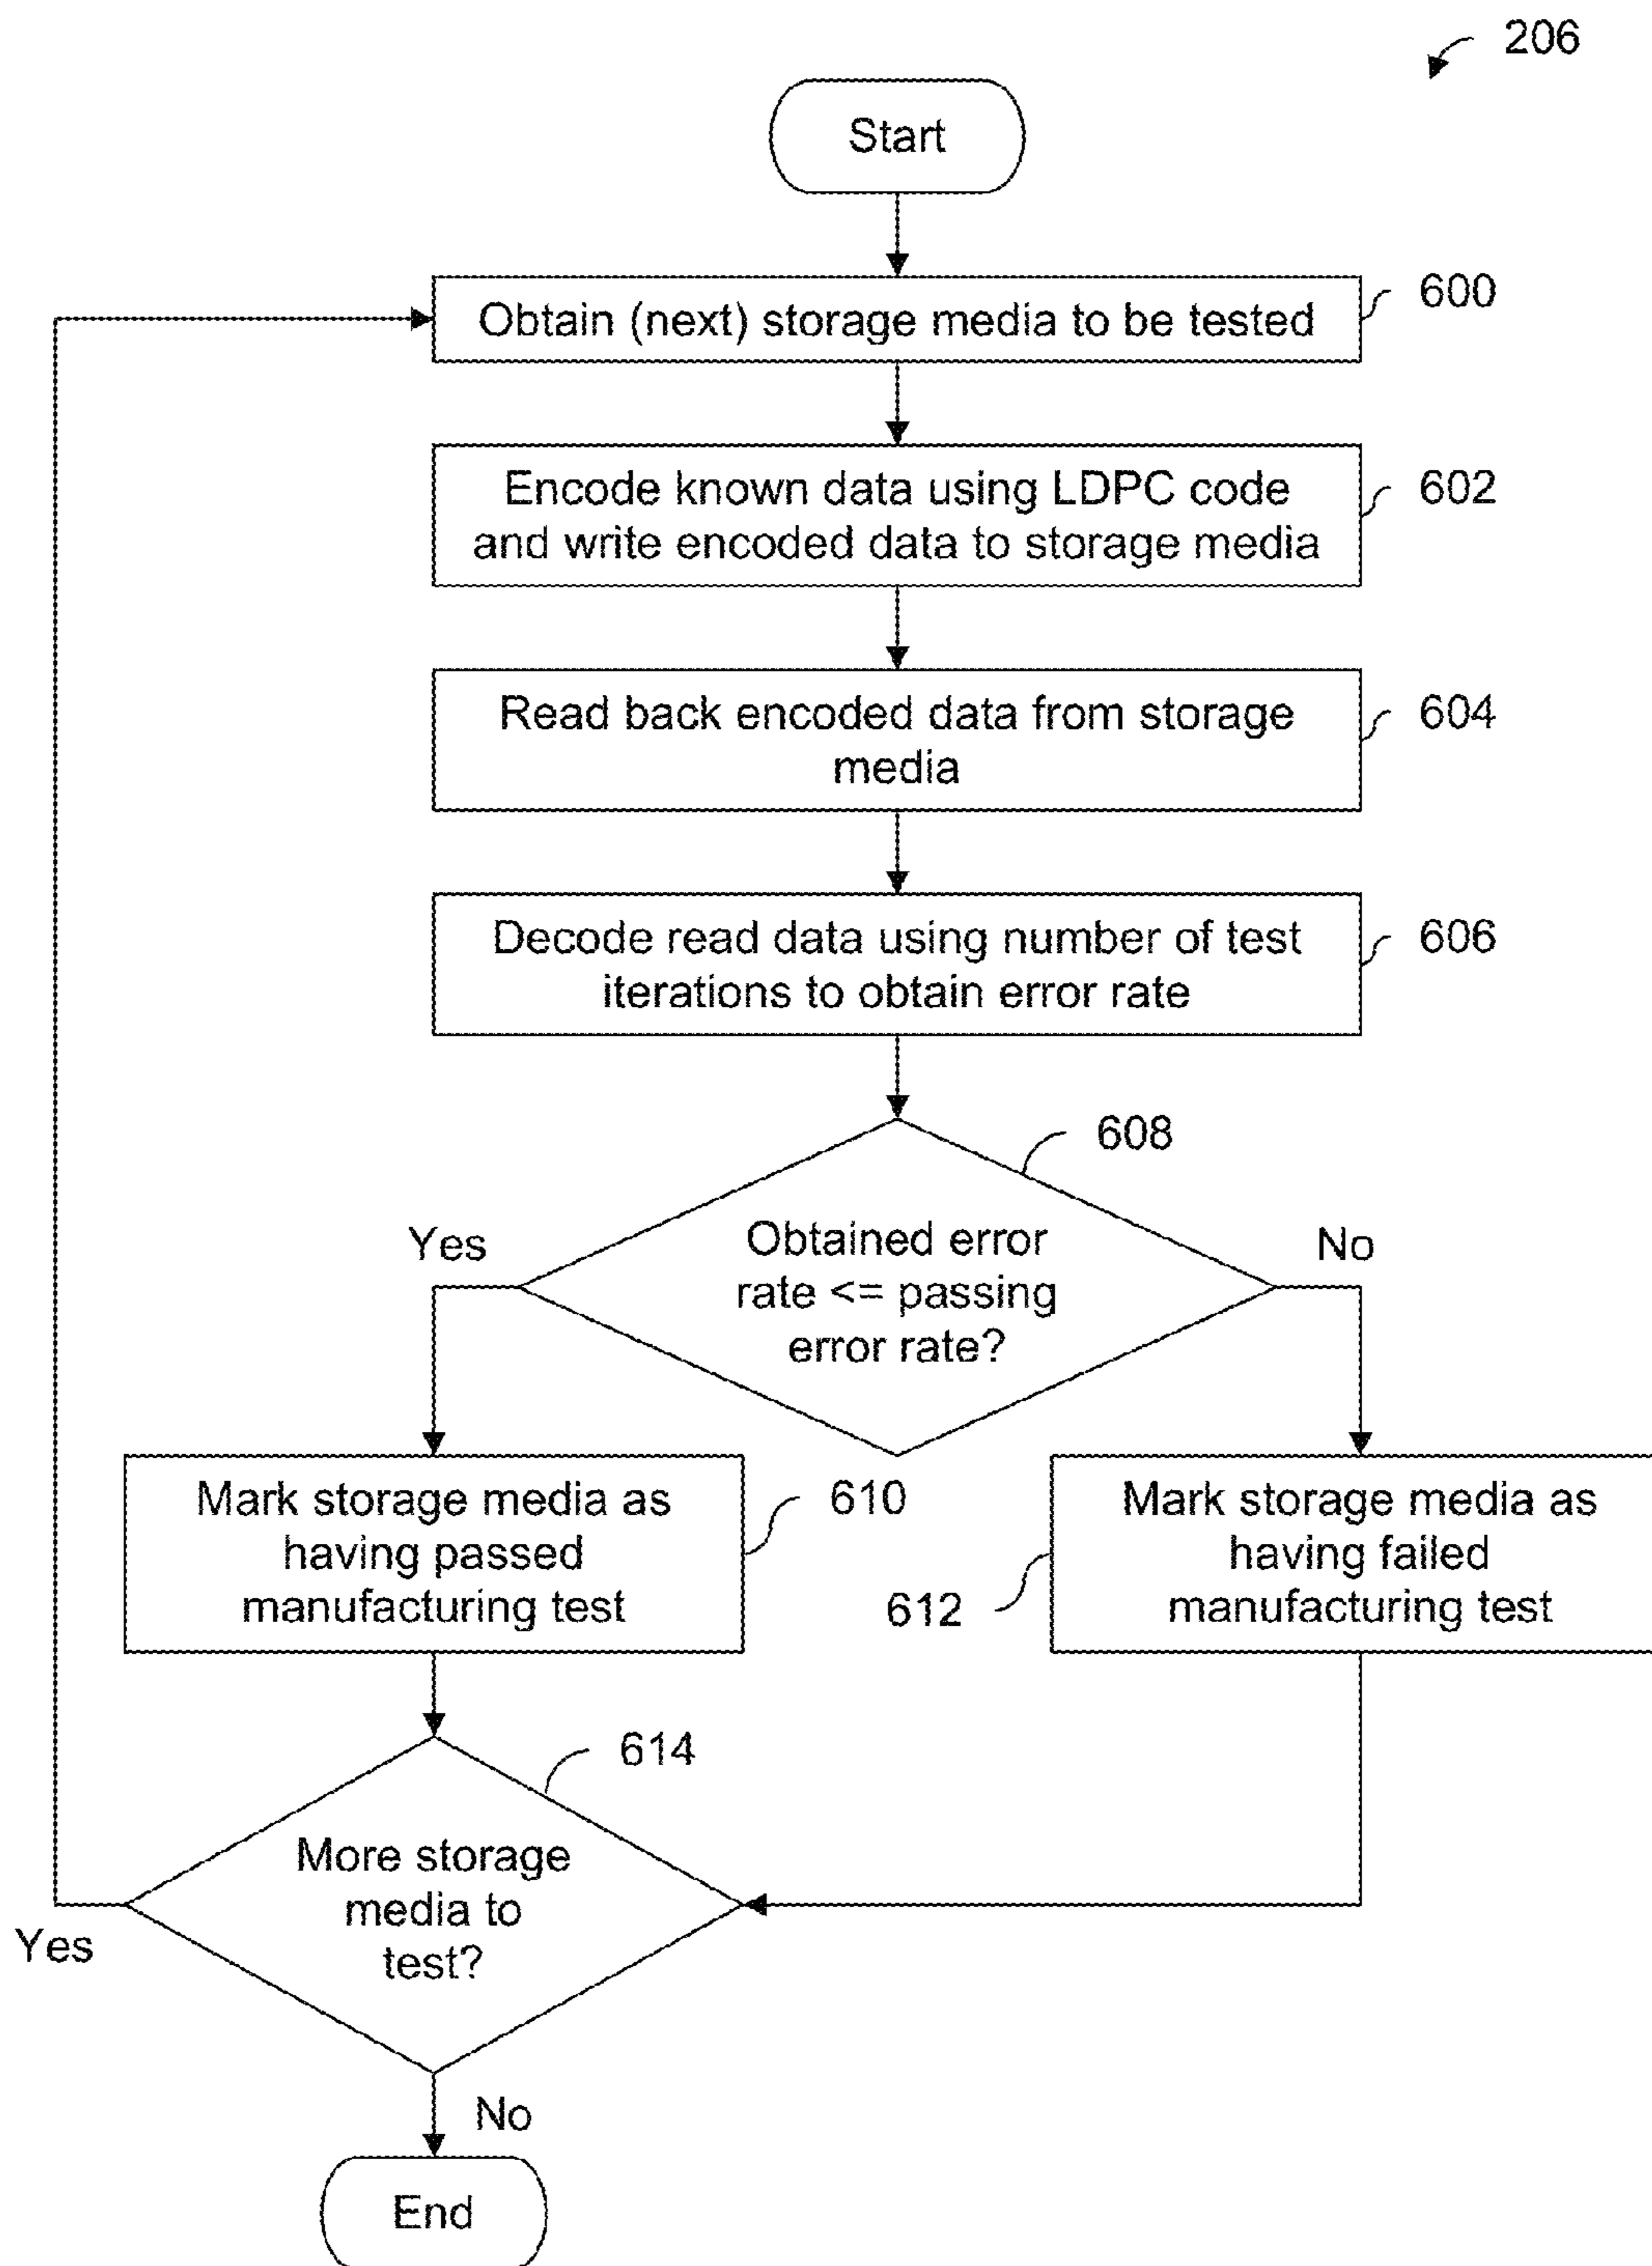 206
Start
Obtain (next) storage media to be tested
600
Encode known data using LDPC code
and write encoded data to storage media
602
Read back encoded data from storage
media
604
Decode read data using number of test
iterations to obtain error rate
606
608
Yes
Obtained error
rate <= passing
error rate?
No
Mark storage media as
having passed
manufacturing test
610
Mark storage media as
having failed
manufacturing test
612
614
More storage
media to
test?
Yes
No
End